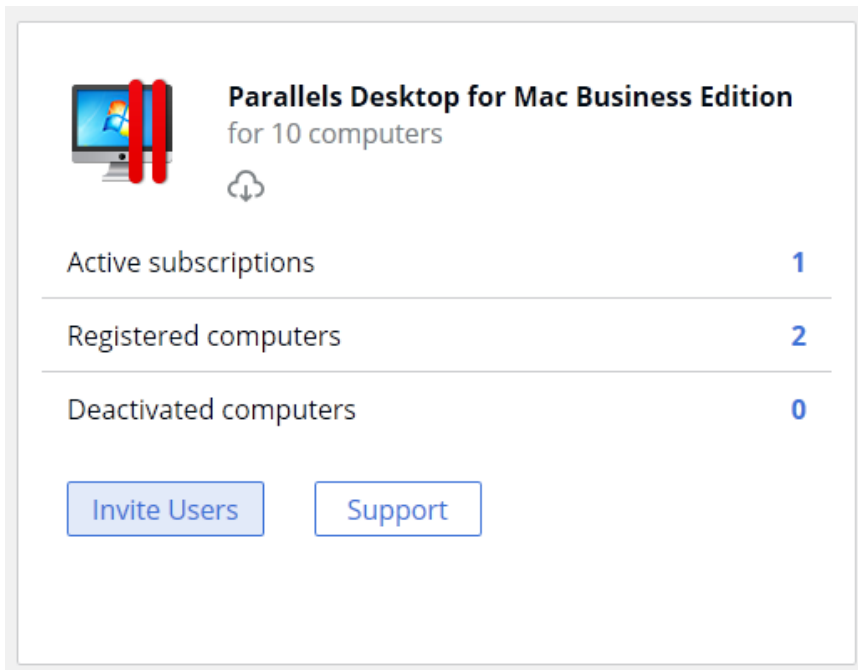 Parallels Desktop for Mac Business Edition
for 10 computers
Active subscriptions 1
Registered computers 2
Deactivated computers 0
Invite Users Support